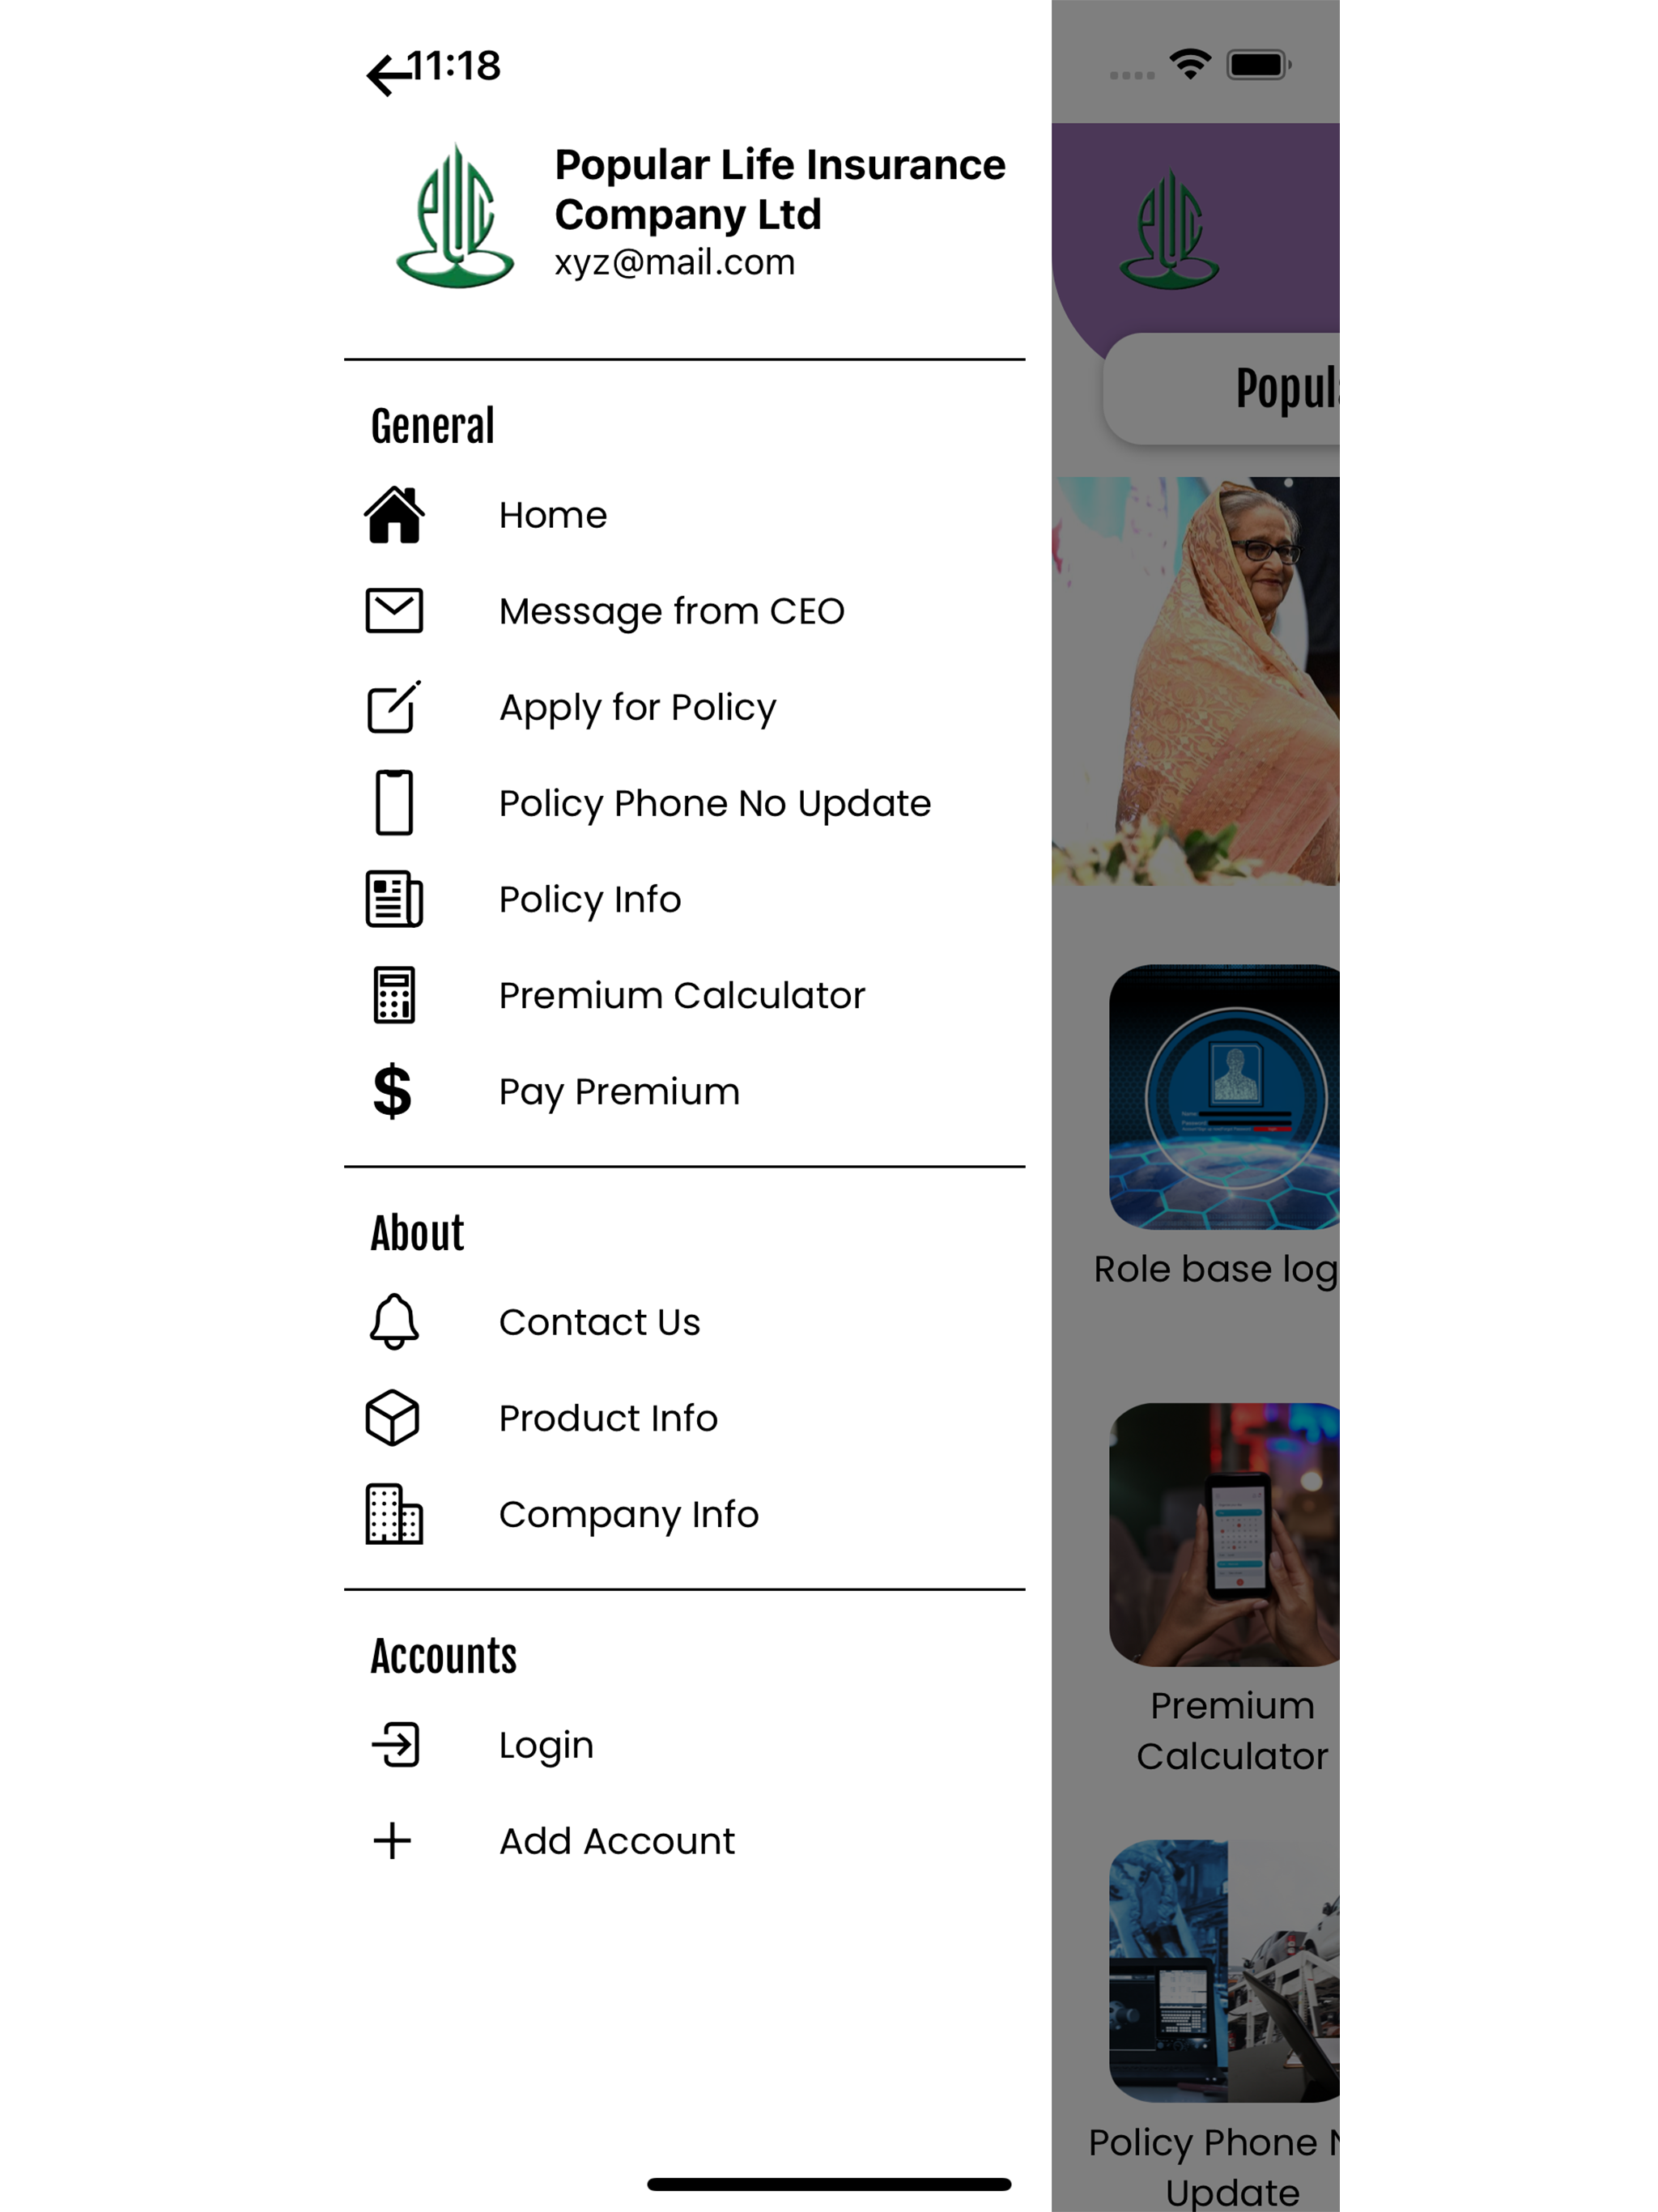 11:18
Popular Life Insurance
Company Ltd
xyz@mail.com
General
Home
Message from CEO
Apply for Policy
Policy Phone No Update
Policy Info
Premium Calculator
$ Pay Premium
About
Contact Us
Product Info
Company Info
Accounts
Login
Add Account
PLIC
Popul
Role base log
Premium
Calculator
Policy Phone N
Update